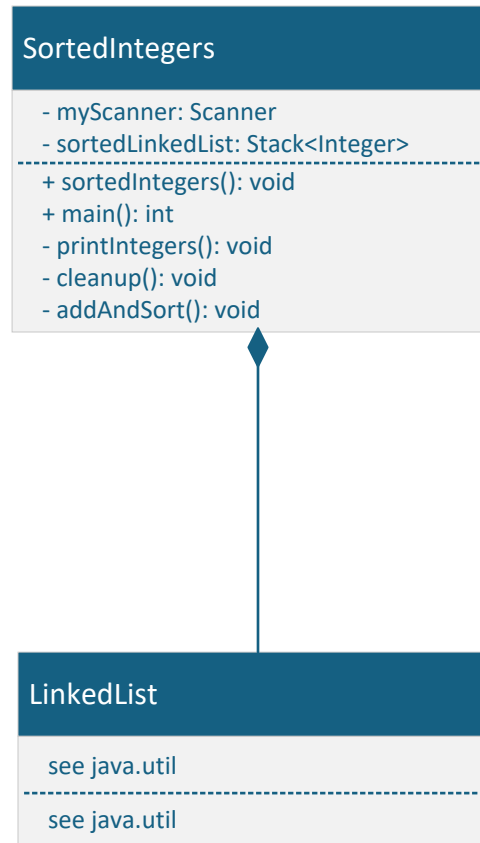 SortedIntegers
- myScanner: Scanner
- sortedLinkedList: Stack<Integer>
+ sortedIntegers(): void
+ main(): int
- printIntegers(): void
- cleanup(): void
- addAndSort(): void
LinkedList
see java.util
see java.util